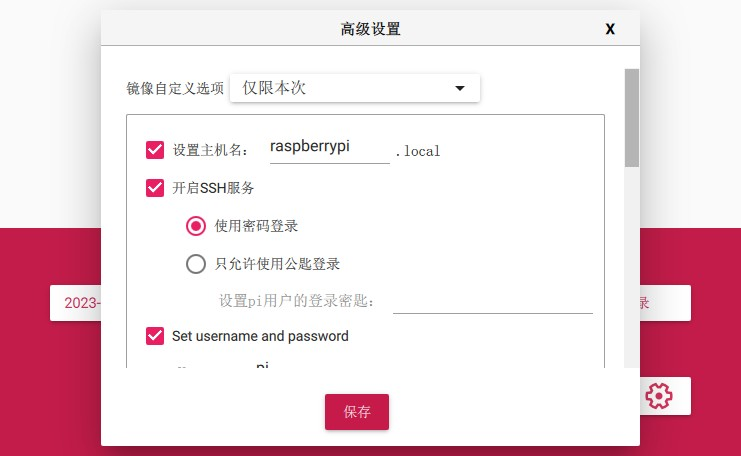 高级设置
X
镜像自定义选项 仅限本次
设置主机名： raspberrypi .local
开启SSH服务
使用密码登录
只允许使用公匙登录
设置pi用户的登录密匙：
2023-
录
Set username and password
保存